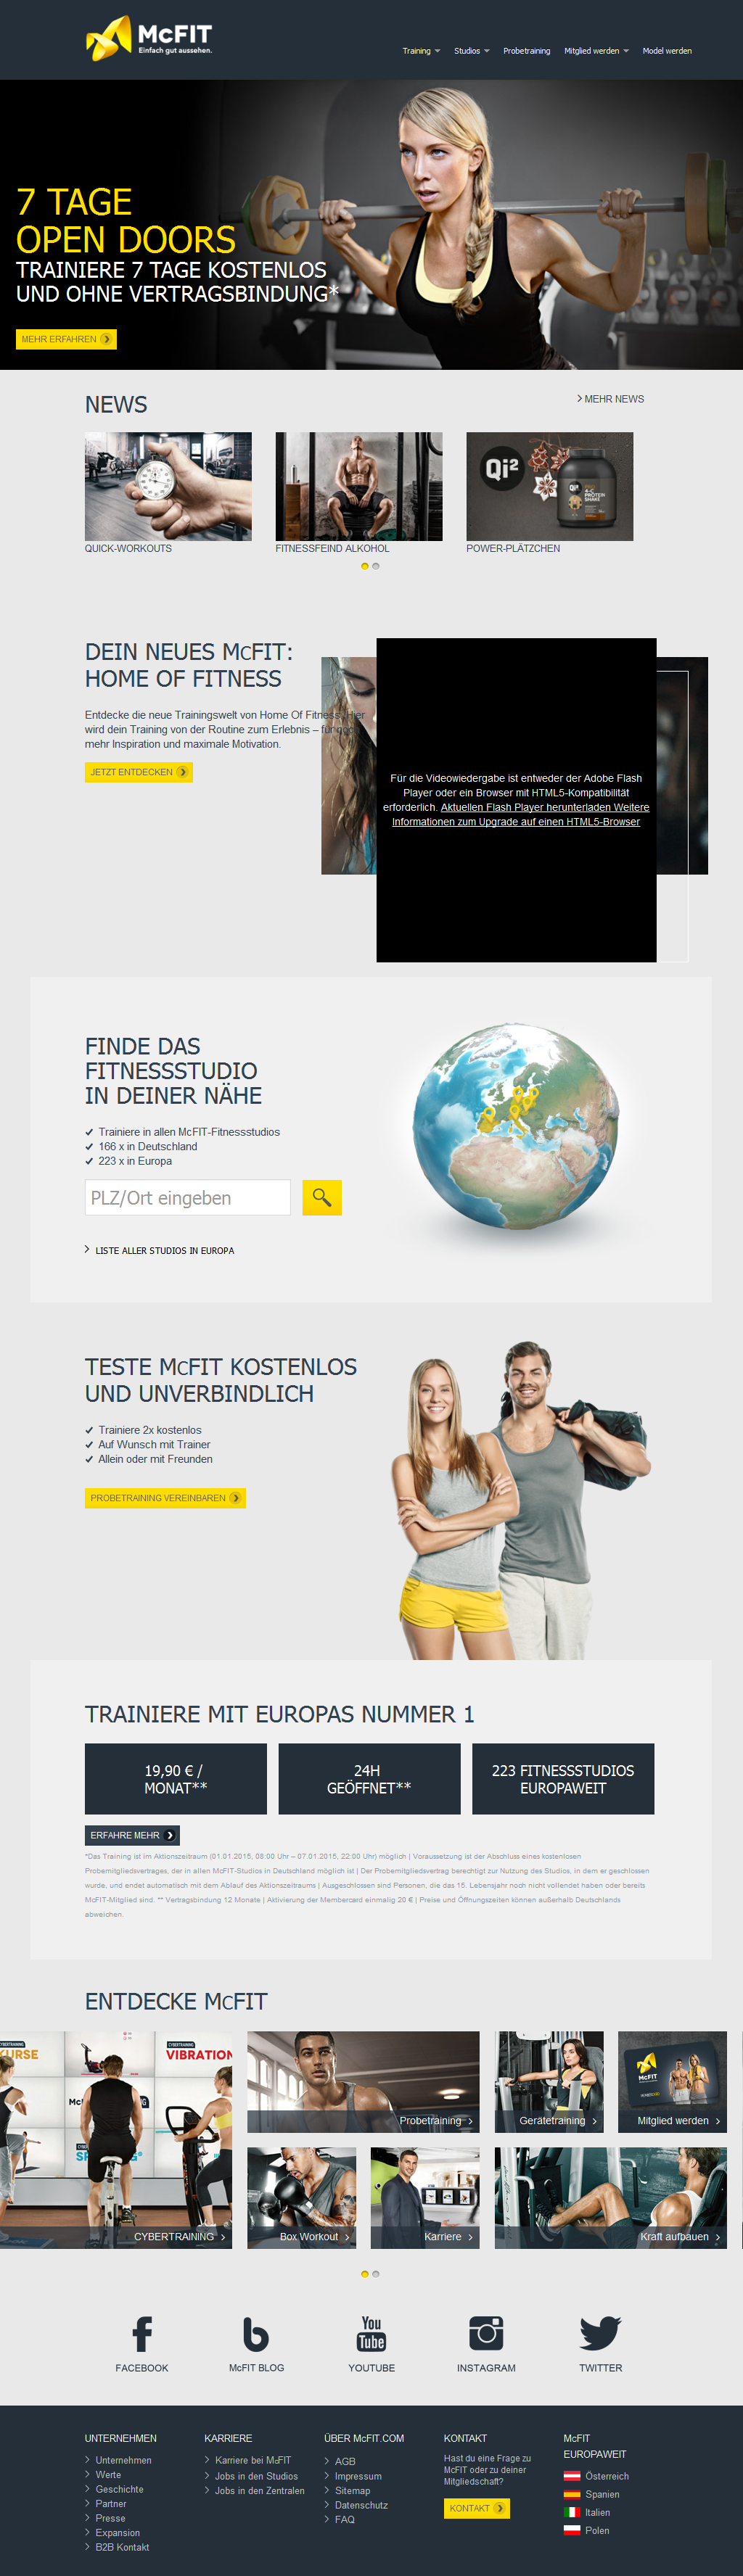 McFIT
Einfach gut aussehen.
Training
Studios
Probetraining
Mitglied werden
Model werden
7 TAGE
OPEN DOORS
TRAINIERE 7 TAGE KOSTENLOS
UND OHNE VERTRAGSBINDUNG*
MEHR ERFAHREN
NEWS
MEHR NEWS
Qi²
4-C
PROTEIN
SHAKE
QUICK-WORKOUTS
FITNESSFEIND ALKOHOL
POWER-PLÄTZCHEN
DEIN NEUES McFIT:
HOME OF FITNESS
Entdecke die neue Trainingswelt von Home Of Fitness. Hier
wird dein Training von der Routine zum Erlebnis – für noch
mehr Inspiration und maximale Motivation.
JETZT ENTDECKEN
Für die Videowiedergabe ist entweder der Adobe Flash
Player oder ein Browser mit HTML5-Kompatibilität
erforderlich. Aktuellen Flash Player herunterladen Weitere
Informationen zum Upgrade auf einen HTML5-Browser
FINDE DAS
FITNESSSTUDIO
IN DEINER NÄHE
Trainiere in allen McFIT-Fitnessstudios
166 x in Deutschland
223 x in Europa
PLZ/Ort eingeben
LISTE ALLER STUDIOS IN EUROPA
TESTE McFIT KOSTENLOS
UND UNVERBINDLICH
Trainiere 2x kostenlos
Auf Wunsch mit Trainer
Allein oder mit Freunden
PROBETRAINING VEREINBAREN
TRAINIERE MIT EUROPAS NUMMER 1
19,90 € /
MONAT**
24H
GEÖFFNET**
223 FITNESSSTUDIOS
EUROPAWEIT
ERFAHRE MEHR
*Das Training ist im Aktionszeitraum (01.01.2015, 08:00 Uhr – 07.01.2015, 22:00 Uhr) möglich | Voraussetzung ist der Abschluss eines kostenlosen
Probemitgliedsvertrages, der in allen McFIT-Studios in Deutschland möglich ist | Der Probemitgliedsvertrag berechtigt zur Nutzung des Studios, in dem er geschlossen
wurde, und endet automatisch mit dem Ablauf des Aktionszeitraums | Ausgeschlossen sind Personen, die das 15. Lebensjahr noch nicht vollendet haben oder bereits
McFIT-Mitglied sind. ** Vertragsbindung 12 Monate | Aktivierung der Membercard einmalig 20 € | Preise und Öffnungszeiten können außerhalb Deutschlands
abweichen.
ENTDECKE McFIT
KURSE
VIBRATION
CYBERTRAINING
Probetraining
Gerätetraining
McFIT
Mitglied werden
Box Workout
Karriere
Kraft aufbauen
FACEBOOK
McFIT BLOG
You
Tube
YOUTUBE
INSTAGRAM
TWITTER
UNTERNEHMEN
Unternehmen
Werte
Geschichte
Partner
Presse
Expansion
B2B Kontakt
KARRIERE
Karriere bei McFIT
Jobs in den Studios
Jobs in den Zentralen
ÜBER McFIT.COM
AGB
Impressum
Sitemap
Datenschutz
FAQ
KONTAKT
Hast du eine Frage zu
McFIT oder zu deiner
Mitgliedschaft?
KONTAKT
McFIT
EUROPAWEIT
Österreich
Spanien
Italien
Polen